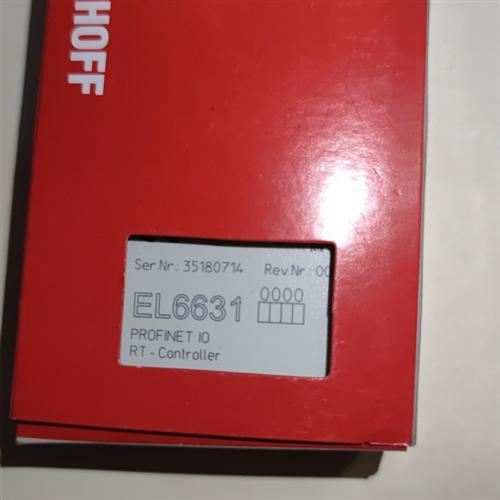 HOFF
Ser.Nr.: 35180714 Rev.Nr.: 00
EL6631 0000
PROFINET IO
RT - Controller